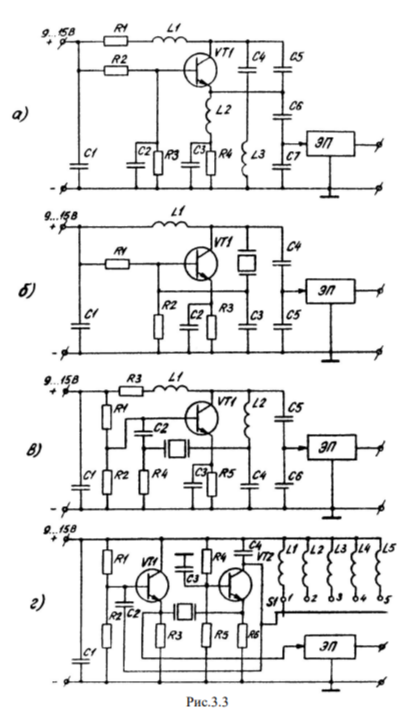 9...15В
+
R1
L1
R2
VT1
C4
C5
а)
L2
C6
C1
C2
R3
C3
R4
L3
C7
ЭП
-
9...15В
+
L1
R1
VT1
C4
б)
C1
R2
C2
R3
C3
C5
ЭП
-
9...15В
+
R3
L1
R1
VT1
L2
C5
C2
в)
C1
R2
R4
C3
R5
C4
C6
ЭП
-
9...15В
+
R1
VT1
R4
C4
VT2
L1
L2
L3
L4
L5
C3
г)
S1
1
2
3
4
5
R2
C2
R3
R5
R6
C1
ЭП
-
Рис.3.3